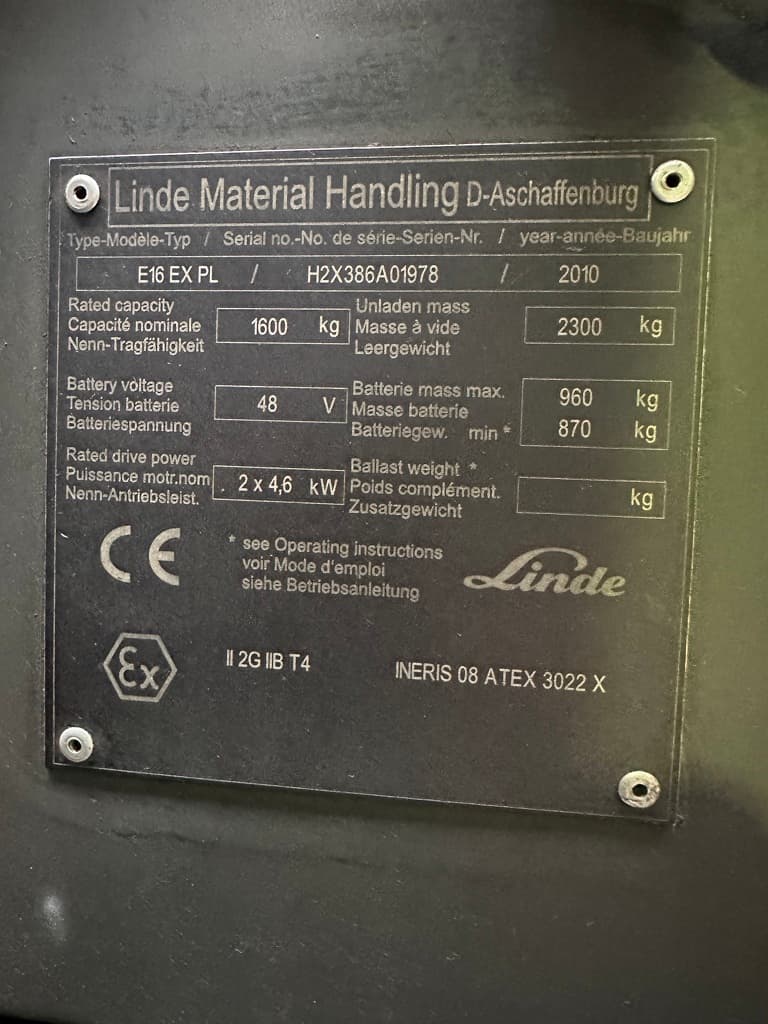 Linde Material Handling D-Aschaffenburg
Type-Modèle-Typ / Serial no.-No. de série-Serien-Nr. / year-année-Baujahr
E16 EX PL / H2X386A01978 / 2010
Rated capacity
Capacité nominale 1600 kg
Nenn-Tragfähigkeit
Unladen mass
Masse à vide 2300 kg
Leergewicht
Battery voltage
Tension batterie 48 V
Batteriespannung
Batterie mass max. 960 kg
Masse batterie
Batteriegew. min * 870 kg
Rated drive power
Puissance motr.nom 2 x 4,6 kW
Nenn-Antriebsleist.
Ballast weight *
Poids complément. kg
Zusatzgewicht
CE
* see Operating instructions
voir Mode d'emploi
siehe Betriebsanleitung
Linde
Ex II 2G IIB T4 INERIS 08 ATEX 3022 X